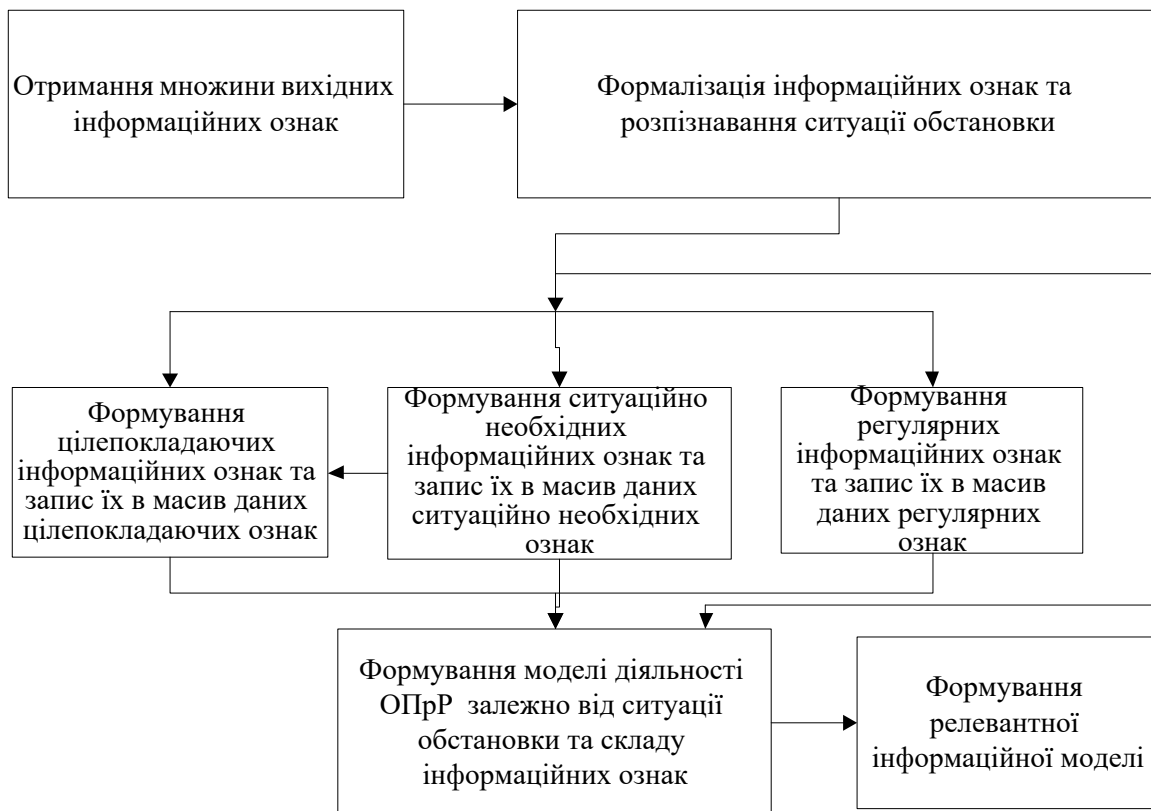 Отримання множини вихідних
інформаційних ознак
Формалізація інформаційних ознак та
розпізнавання ситуації обстановки
Формування
цілепокладаючих
інформаційних ознак та
запис їх в масив даних
цілепокладаючих ознак
Формування ситуаційно
необхідних
інформаційних ознак та
запис їх в масив даних
ситуаційно необхідних
ознак
Формування
регулярних
інформаційних ознак
та запис їх в масив
даних регулярних
ознак
Формування моделі діяльності
ОПрР залежно від ситуації
обстановки та складу
інформаційних ознак
Формування
релевантної
інформаційної моделі